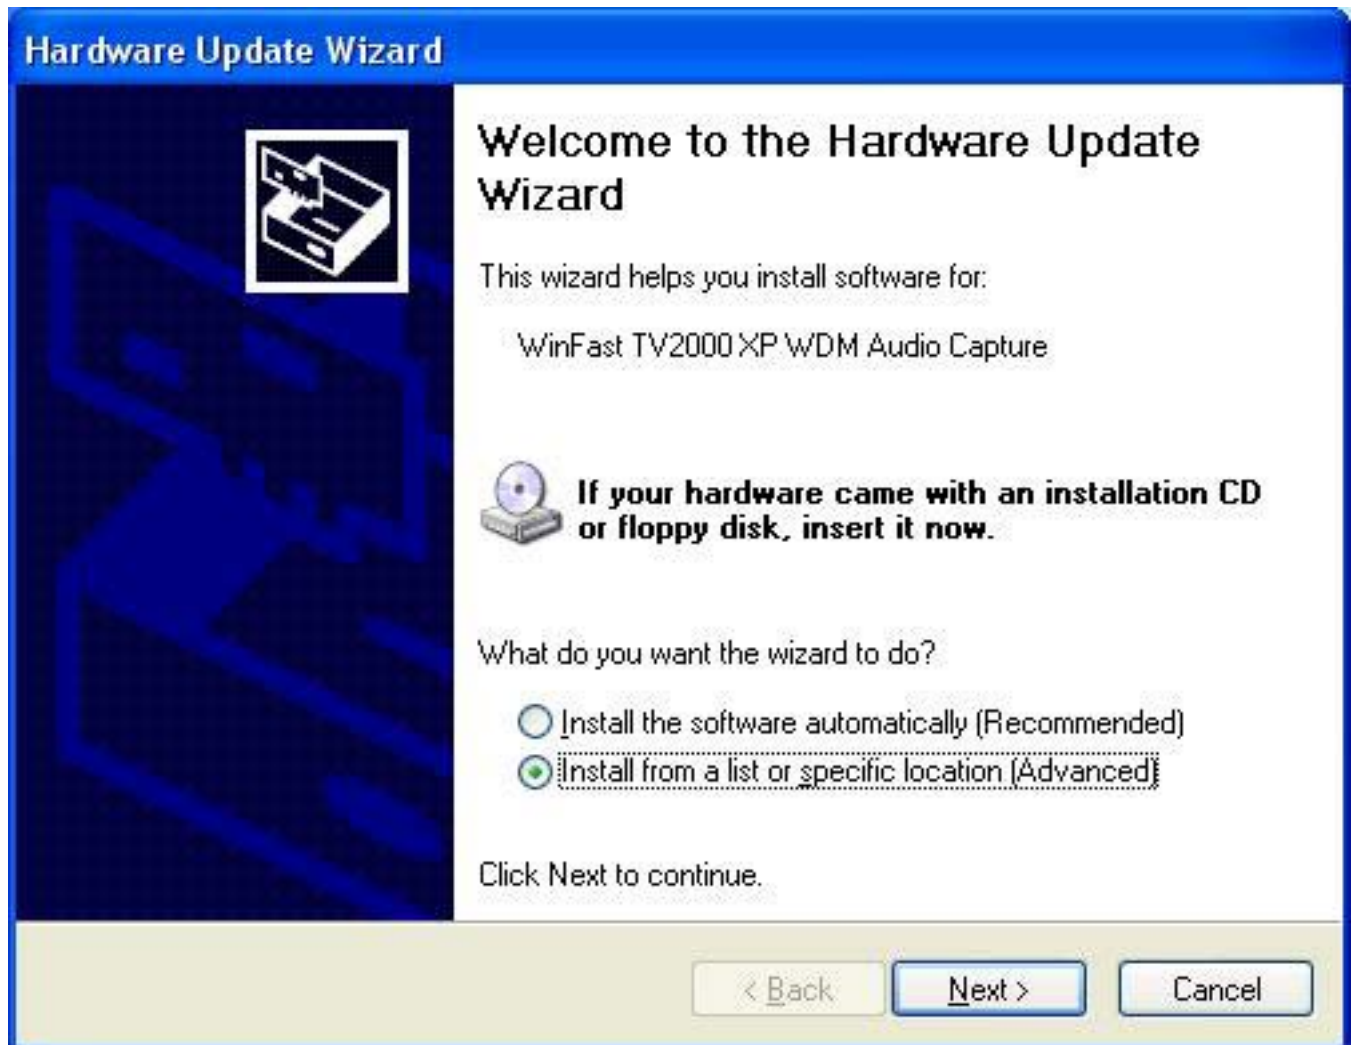 Hardware Update Wizard
Welcome to the Hardware Update
Wizard
This wizard helps you install software for:
WinFast TV2000 XP WDM Audio Capture
If your hardware came with an installation CD
or floppy disk, insert it now.
What do you want the wizard to do?
Install the software automatically (Recommended)
Install from a list or specific location (Advanced)
Click Next to continue.
< Back Next > Cancel